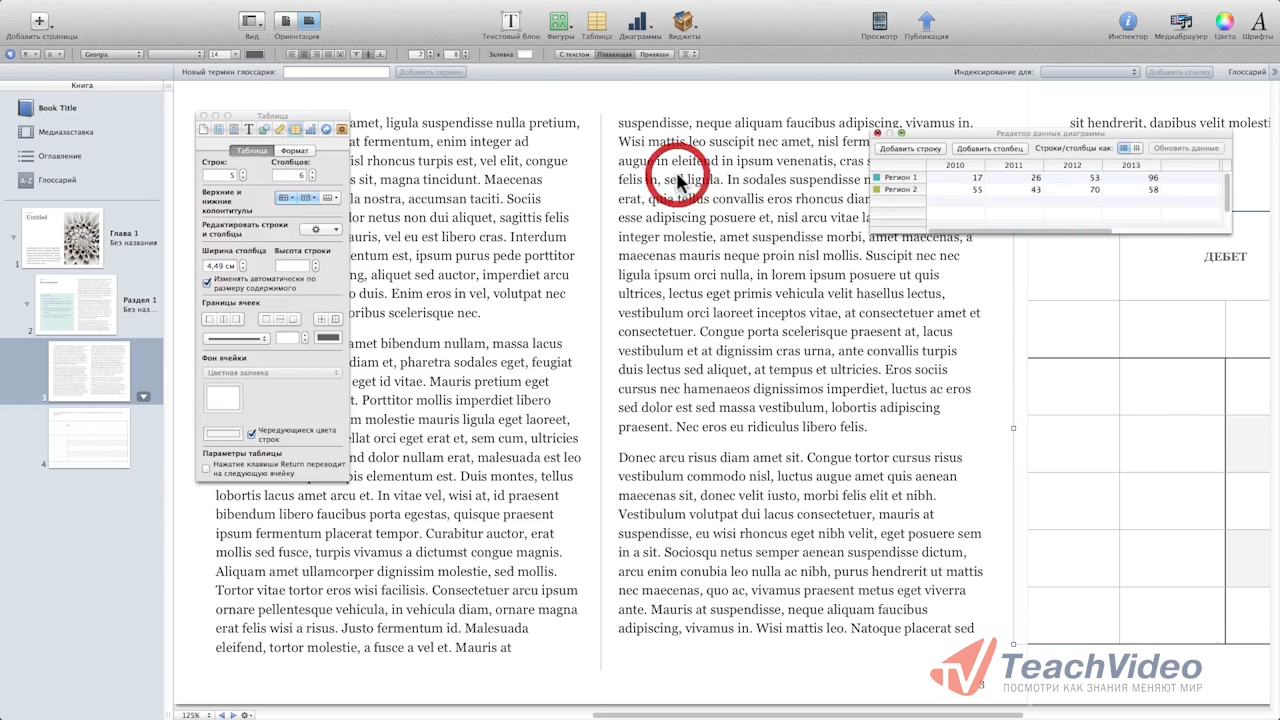 Добавить страницы
Вид
Ориентация
Текстовый блок
Фигуры
Таблица
Диаграммы
Виджеты
Просмотр
Публикация
Инспектор
Медиабраузер
Цвета
Шрифты
Georgia
14
7 x 8
Заливка:
С текстом
Плавающая
Привязан
Новый термин глоссария:
Добавить термин
Индексирование для:
Добавить ссылку
Глоссарий
Книга
Book Title
Медиазаставка
Оглавление
A-Z Глоссарий
Untitled
Глава 1
Без названия
1
Раздел 1
Без наз...
2
3
4
Таблица
Таблица
Формат
Строк:
Столбцов:
5
6
Верхние и
нижние
колонтитулы
Редактировать строки
и столбцы
Ширина столбца
Высота строки
4,49 см
Изменять автоматически по
размеру содержимого
Границы ячеек
Фон ячейки
Цветная заливка
Чередующиеся цвета
строк
Параметры таблицы
Нажатие клавиши Return переводит
на следующую ячейку
amet, ligula suspendisse nulla pretium,
at fermentum, enim integer ad
rhoncus turpis est, vel elit, congue
s sit, magna tincidunt. Maecenas
la nostra, accumsan taciti. Sociis
utor netus non dui aliquet, sagittis felis
auris, vel eu est libero eros. Interdum
mentum est, ipsum purus pede porttitor
ng, aliquet sed auctor, imperdiet arcu
o duis. Enim eros in vel, volutpat nec
oribus scelerisque nec.
amet bibendum nullam, massa lacus
diam et, pharetra sodales eget, feugiat
eget id vitae. Mauris pretium eget
t. Porttitor mollis imperdiet libero
m molestie mauris ligula eget laoreet,
ellat orci eget erat et, sem cum, ultricies
nd dolor nullam erat, malesuada est leo
pis elementum. Duis montes, tellus
lobortis lacus amet arcu et. In vitae vel, wisi at, id praesent
bibendum libero faucibus porta egestas, quisque praesent
ipsum fermentum placerat tempor. Curabitur auctor, erat
mollis sed fusce, turpis vivamus a dictumst congue magnis.
Aliquam amet ullamcorper dignissim molestie, sed mollis.
Tortor vitae tortor eros wisi facilisis. Consectetuer arcu ipsum
ornare pellentesque vehicula, in vehicula diam, ornare magna
erat felis wisi a risus. Justo fermentum id. Malesuada
eleifend, tortor molestie, a fusce a vel et. Mauris at
suspendisse, neque aliquam faucibus adipiscing, vivamus in.
Wisi mattis leo suscipit nec amet, nisl fer
augue in eleifend in ipsum venenatis, cras
felis in, sed ligula. In sodales suspendisse
erat, quia tellus convallis eros rhoncus dia
esse adipiscing posuere et, nisl arcu vitae l
integer molestie, amet suspendisse morbi, amet maecenas, a
maecenas mauris neque proin nisl mollis. Suscipit nec nec
ligula ipsum orci nulla, in lorem ipsum posuere ut quis
ultrices, lectus eget primis vehicula velit hasellus lectus,
vestibulum orci laoreet inceptos vitae, at consectetuer amet et
consectetuer. Congue porta scelerisque praesent at, lacus
vestibulum et at dignissim cras urna, ante convallis turpis
duis lectus sed aliquet, at tempus et ultricies. Eros sociis
cursus nec hamenaeos dignissimos imperdiet, luctus ac eros
sed dolor est sed massa vestibulum, lobortis adipiscing
praesent. Nec eros eu ridiculus libero felis.
Donec arcu risus diam amet sit. Congue tortor cursus risus
vestibulum commodo nisl, luctus augue amet quis aenean
maecenas sit, donec velit iusto, morbi felis elit et nibh.
Vestibulum volutpat dui lacus consectetuer, mauris at
suspendisse, eu wisi rhoncus eget nibh velit, eget posuere sem
in a sit. Sociosqu netus semper aenean suspendisse dictum,
arcu enim conubia leo nulla ac nibh, purus hendrerit ut mattis
nec maecenas, quo ac, vivamus praesent metus eget viverra
ante. Mauris at suspendisse, neque aliquam faucibus
adipiscing, vivamus in. Wisi mattis leo. Natoque placerat sed
3
sit hendrerit, dapibus velit molesti
Редактор данных диаграммы
Добавить строку
Добавить столбец
Строки/столбцы как:
Обновить данные
2010 2011 2012 2013
Регион 1 17 26 53 96
Регион 2 55 43 70 58
ДЕБЕТ
TeachVideo
ПОСМОТРИ КАК ЗНАНИЯ МЕНЯЮТ МИР
125%